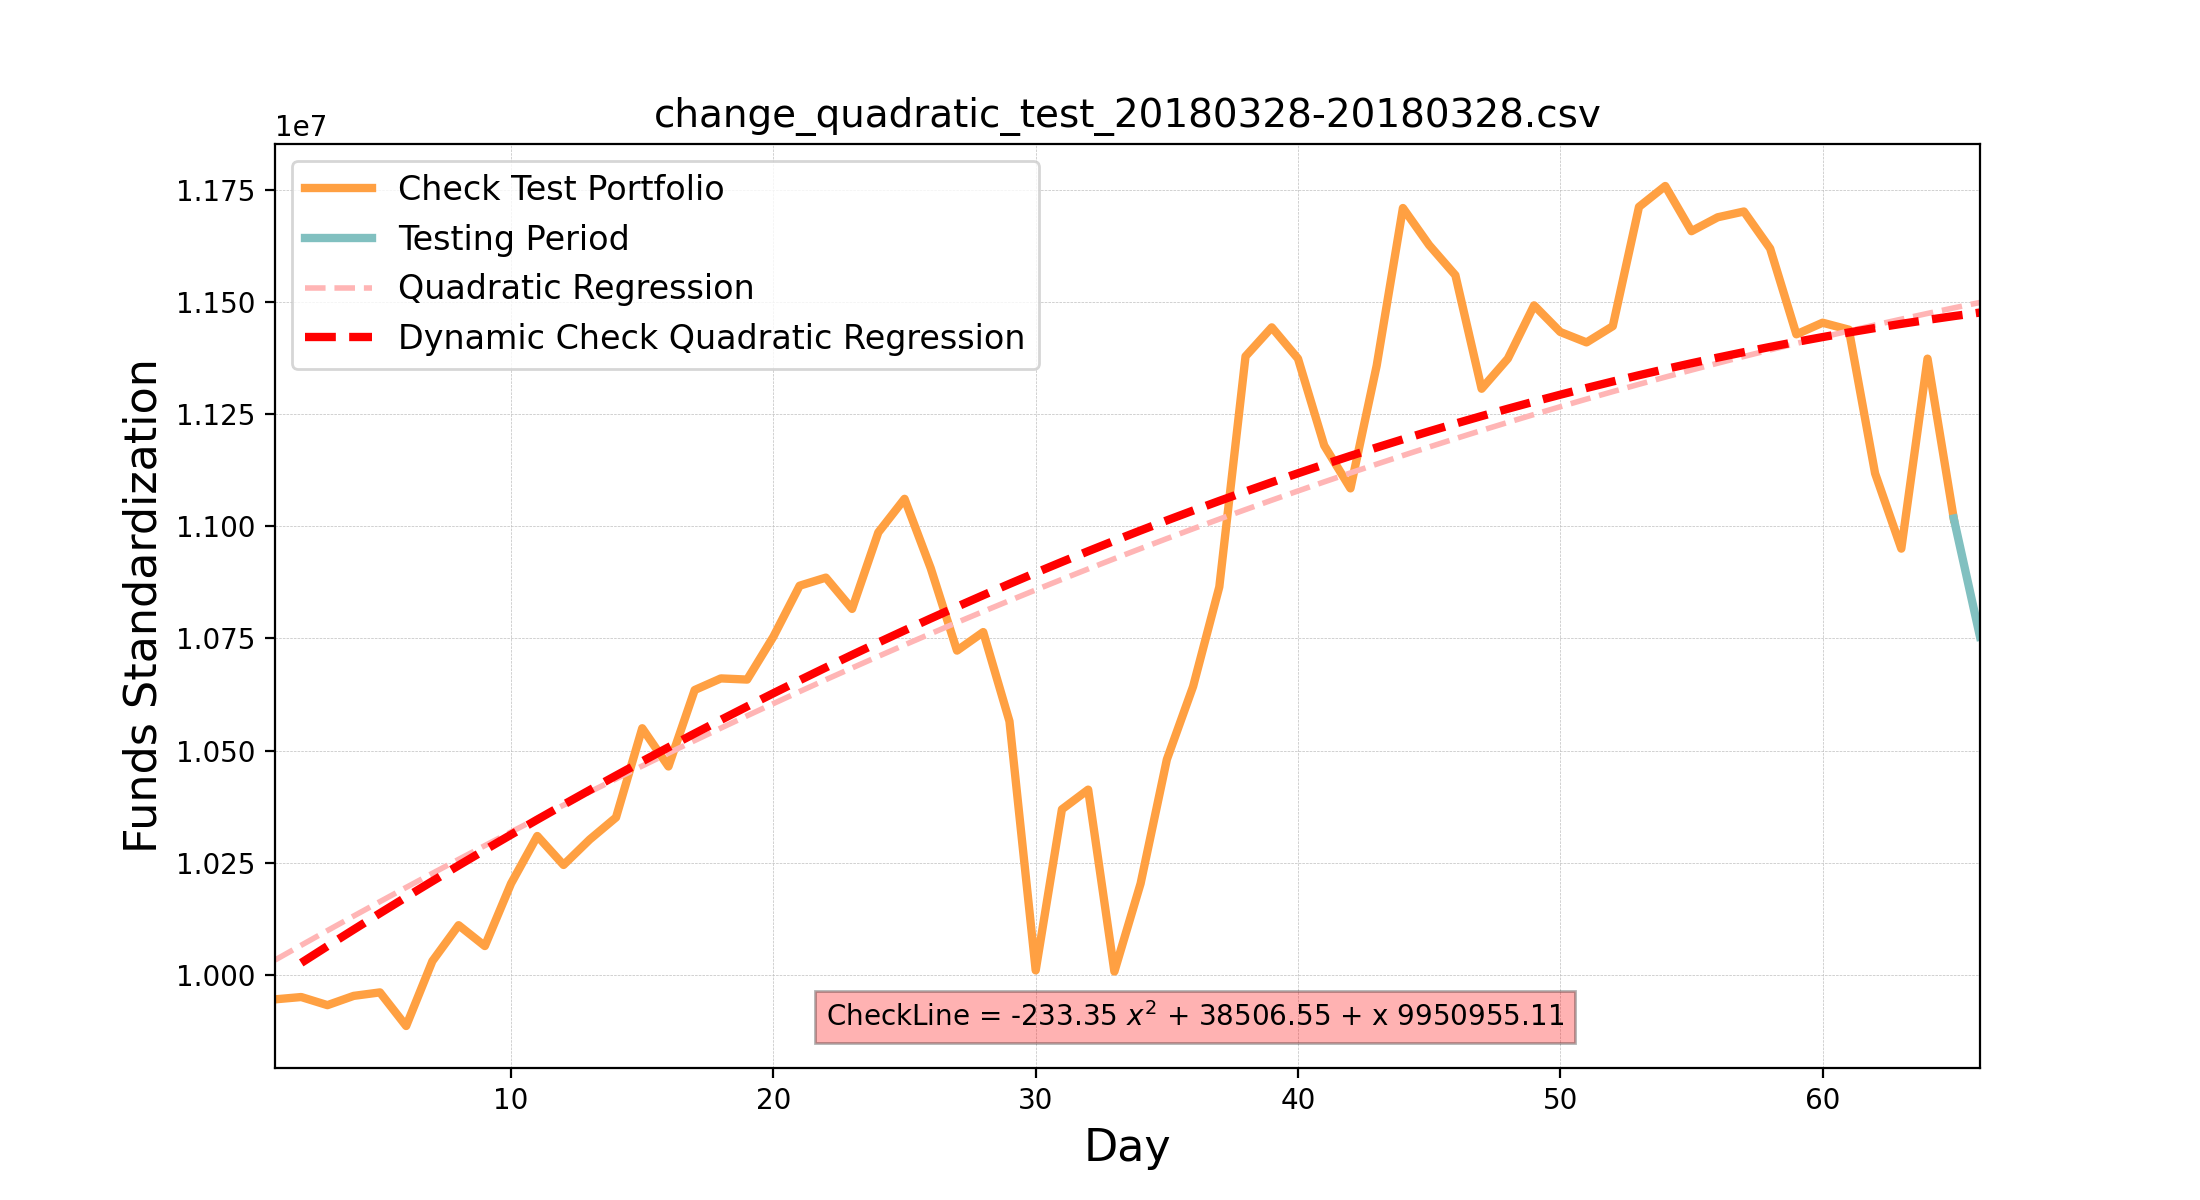 change_quadratic_test_20180328-20180328.csv
1e7
Check Test Portfolio
Testing Period
Quadratic Regression
Dynamic Check Quadratic Regression
1.175
1.150
1.125
1.100
1.075
1.050
1.025
1.000
Funds Standardization
CheckLine = -233.35 x² + 38506.55 + x 9950955.11
10 20 30 40 50 60
Day